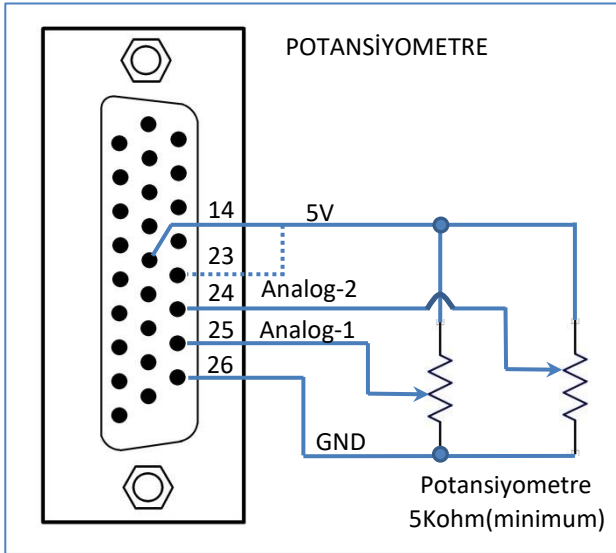 POTANSİYOMETRE
14 5V
23
24 Analog-2
25 Analog-1
26
GND
Potansiyometre
5Kohm(minimum)